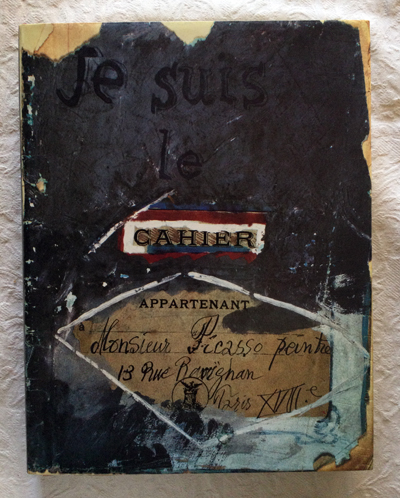 Je suis
le
CAHIER
APPARTENANT
à Monsieur Picasso peintre
13 Rue Ravignan
Paris XVIIIe